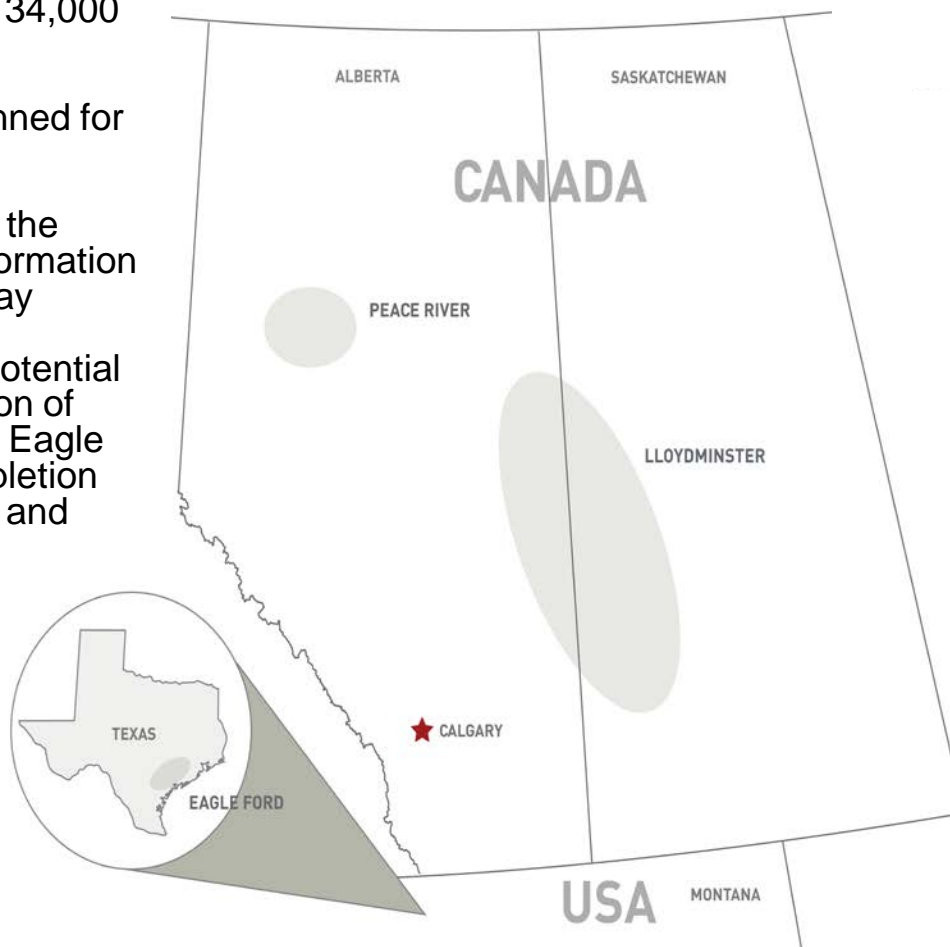 34,000
nned for
the
ormation
ay
otential
on of
Eagle
oletion
and
ALBERTA
SASKATCHEWAN
CANADA
PEACE RIVER
LLOYDMINSTER
CALGARY
TEXAS
EAGLE FORD
USA
MONTANA